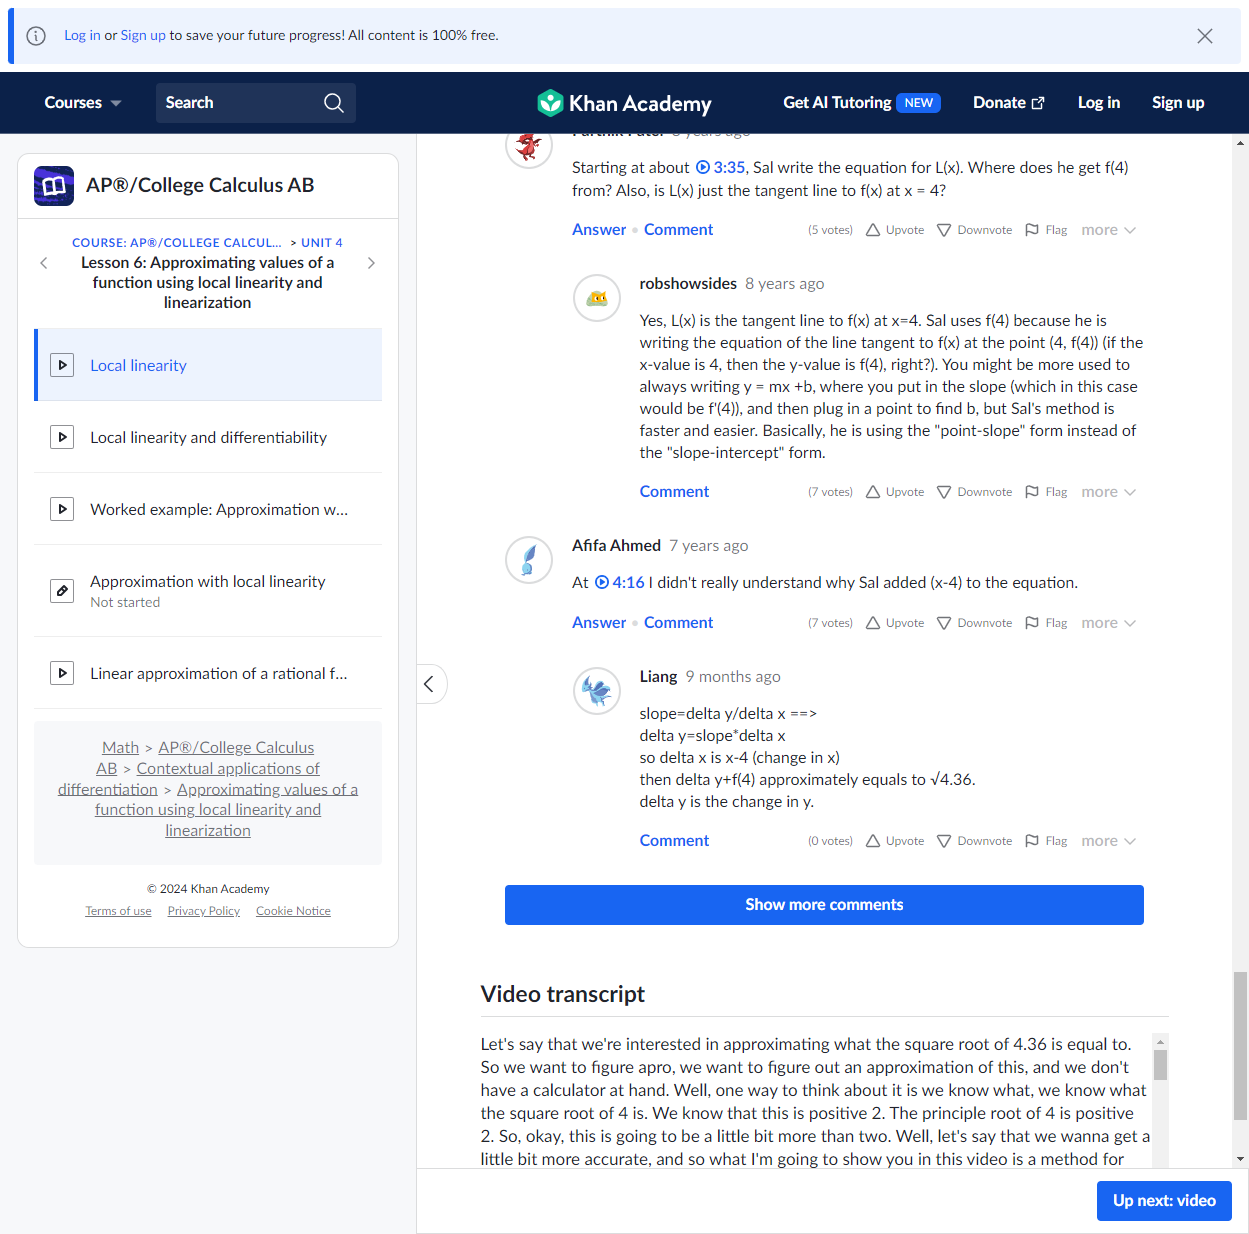 Log in or Sign up to save your future progress! All content is 100% free.
Courses
Search
Khan Academy
Get AI Tutoring NEW
Donate
Log in
Sign up
AP®/College Calculus AB
COURSE: AP®/COLLEGE CALCUL... > UNIT 4
Lesson 6: Approximating values of a
function using local linearity and
linearization
Local linearity
Local linearity and differentiability
Worked example: Approximation w...
Approximation with local linearity
Not started
Linear approximation of a rational f...
Math > AP®/College Calculus
AB > Contextual applications of
differentiation > Approximating values of a
function using local linearity and
linearization
© 2024 Khan Academy
Terms of use Privacy Policy Cookie Notice
Starting at about 3:35, Sal write the equation for L(x). Where does he get f(4)
from? Also, is L(x) just the tangent line to f(x) at x = 4?
Answer • Comment (5 votes) Upvote Downvote Flag more
robshowsides 8 years ago
Yes, L(x) is the tangent line to f(x) at x=4. Sal uses f(4) because he is
writing the equation of the line tangent to f(x) at the point (4, f(4)) (if the
x-value is 4, then the y-value is f(4), right?). You might be more used to
always writing y = mx +b, where you put in the slope (which in this case
would be f'(4)), and then plug in a point to find b, but Sal's method is
faster and easier. Basically, he is using the "point-slope" form instead of
the "slope-intercept" form.
Comment (7 votes) Upvote Downvote Flag more
Afifa Ahmed 7 years ago
At 4:16 I didn't really understand why Sal added (x-4) to the equation.
Answer • Comment (7 votes) Upvote Downvote Flag more
Liang 9 months ago
slope=delta y/delta x ==>
delta y=slope*delta x
so delta x is x-4 (change in x)
then delta y+f(4) approximately equals to √4.36.
delta y is the change in y.
Comment (0 votes) Upvote Downvote Flag more
Show more comments
Video transcript
Let's say that we're interested in approximating what the square root of 4.36 is equal to.
So we want to figure apro, we want to figure out an approximation of this, and we don't
have a calculator at hand. Well, one way to think about it is we know what, we know what
the square root of 4 is. We know that this is positive 2. The principle root of 4 is positive
2. So, okay, this is going to be a little bit more than two. Well, let's say that we wanna get a
little bit more accurate, and so what I'm going to show you in this video is a method for
Up next: video